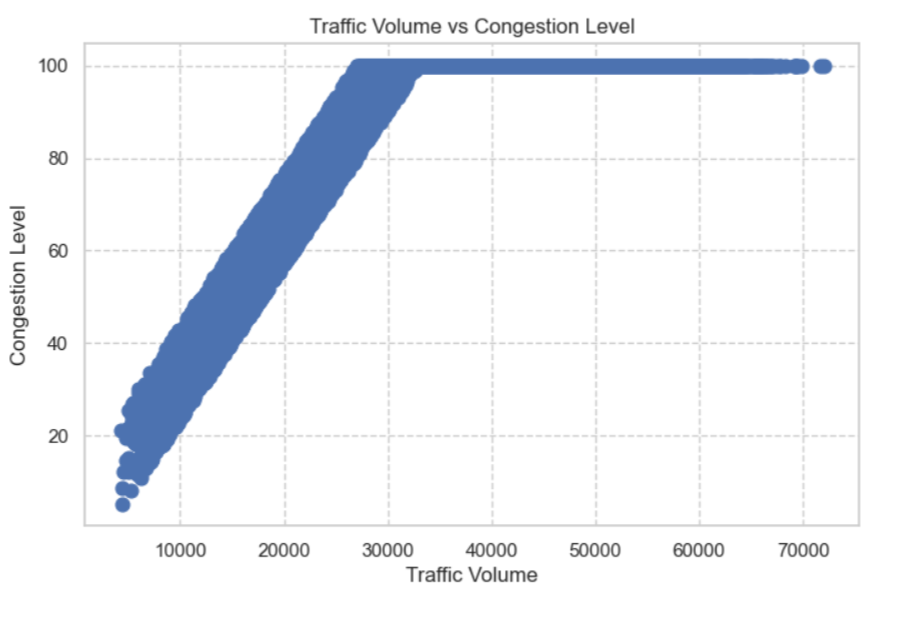 Traffic Volume vs Congestion Level
100
80
60
40
20
Congestion Level
10000 20000 30000 40000 50000 60000 70000
Traffic Volume